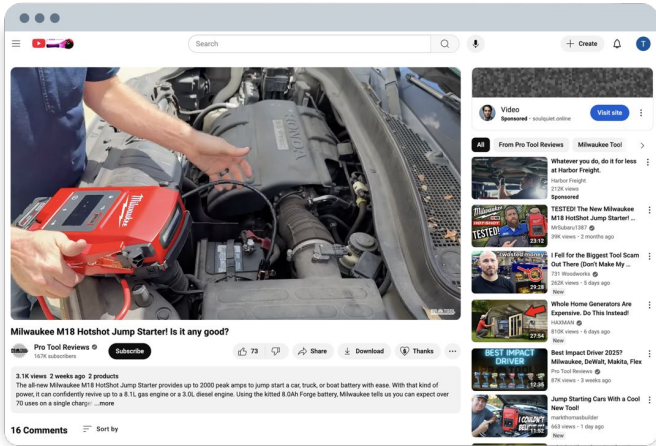 Search
Create
T
HONDA
Milwaukee M18 Hotshot Jump Starter! Is it any good?
Pro Tool Reviews
167K subscribers
Subscribe
73
Share
Download
Thanks
3.1K views 2 weeks ago 2 products
The all-new Milwaukee M18 HotShot Jump Starter provides up to 2000 peak amps to jump start a car, truck, or boat battery with ease. With that kind of
power, it can confidently revive up to a 8.1L gas engine or a 3.0L diesel engine. Using the kitted 8.0Ah Forge battery, Milwaukee tells us you can expect over
70 uses on a single charge! ...more
16 Comments
Sort by
Video
Sponsored - soulquiet.online
Visit site
All
From Pro Tool Reviews
Milwaukee Tool
Whatever you do, do it for less
at Harbor Freight.
Harbor Freight
212K views
Sponsored
Milwaukee
HOT-SHOT
TESTED!
23:12
TESTED! The New Milwaukee
M18 HotShot Jump Starter! ...
MrSubaru1387
39K views - 2 months ago
I wasted money
29:28
I Fell for the Biggest Tool Scam
Out There (Don't Make My ...
731 Woodworks
262K views - 5 days ago
New
27:54
Whole Home Generators Are
Expensive. Do This Instead!
HAXMAN
810K views - 6 days ago
New
BEST IMPACT
DRIVER
12:35
Best Impact Driver 2025?
Milwaukee, DeWalt, Makita, Flex
Pro Tool Reviews
87K views - 3 weeks ago
I COULDN'T
11:52
Jump Starting Cars With a Cool
New Tool!
markthomasbuilder
663 views - 1 day ago
New